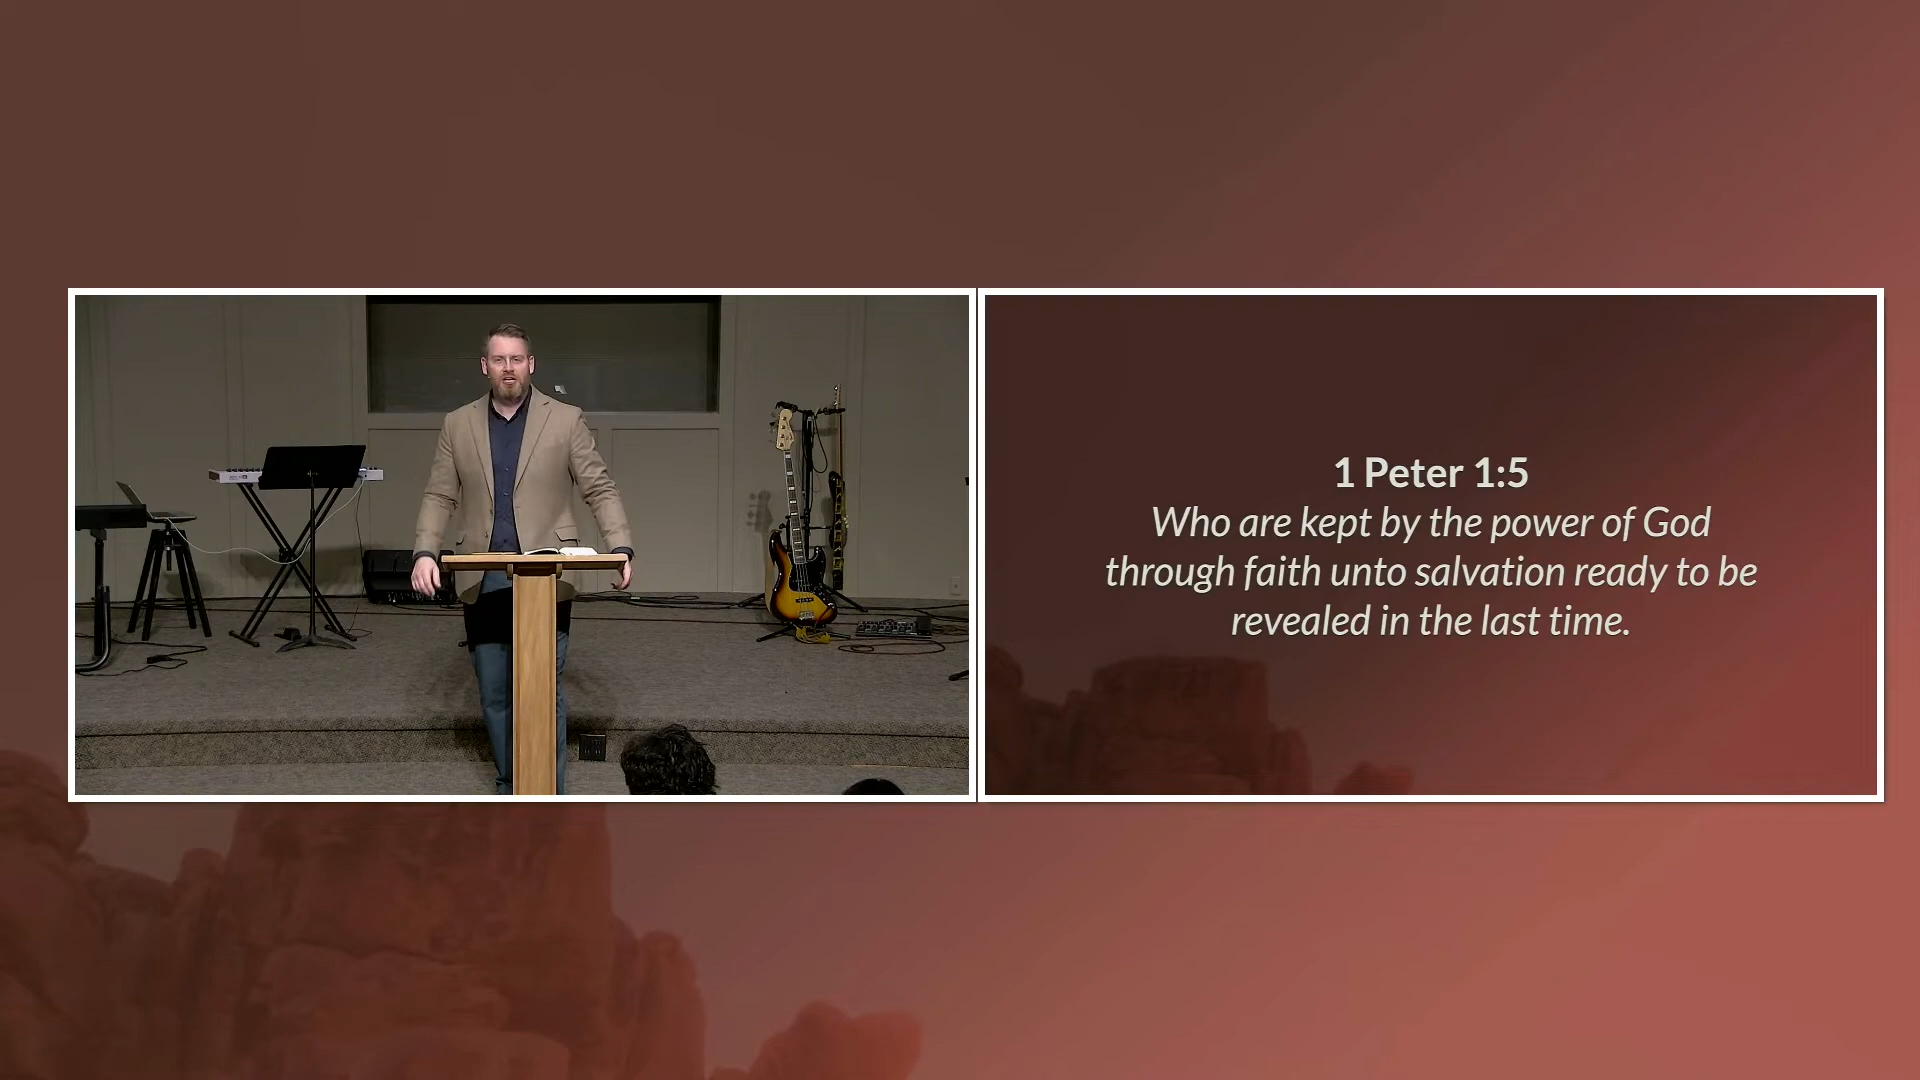 1 Peter 1:5
Who are kept by the power of God
through faith unto salvation ready to be
revealed in the last time.